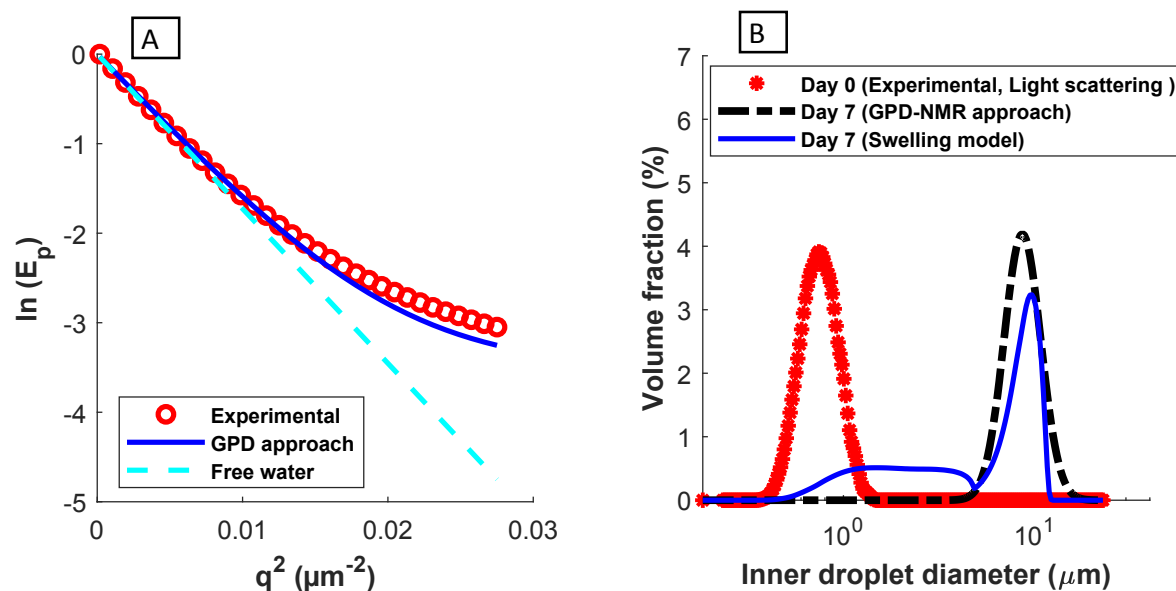 A
0
-1
-2
-3
-4
-5
ln (E_p)
Experimental
GPD approach
Free water
0
0.01
0.02
0.03
q² (µm⁻²)
B
7
6
5
4
3
2
1
0
Volume fraction (%)
Day 0 (Experimental, Light scattering )
Day 7 (GPD-NMR approach)
Day 7 (Swelling model)
10⁰
10¹
Inner droplet diameter (μm)